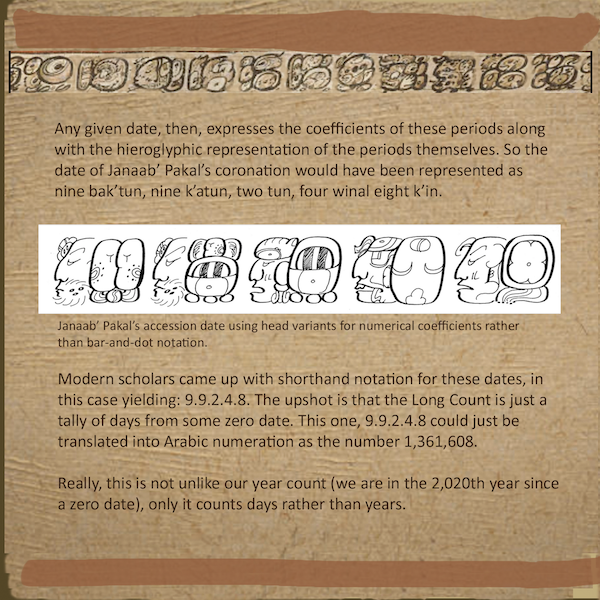 Any given date, then, expresses the coefficients of these periods along
with the hieroglyphic representation of the periods themselves. So the
date of Janaab’ Pakal’s coronation would have been represented as
nine bak’tun, nine k’atun, two tun, four winal eight k’in.
Janaab’ Pakal’s accession date using head variants for numerical coefficients rather
than bar-and-dot notation.
Modern scholars came up with shorthand notation for these dates, in
this case yielding: 9.9.2.4.8. The upshot is that the Long Count is just a
tally of days from some zero date. This one, 9.9.2.4.8 could just be
translated into Arabic numeration as the number 1,361,608.
Really, this is not unlike our year count (we are in the 2,020th year since
a zero date), only it counts days rather than years.